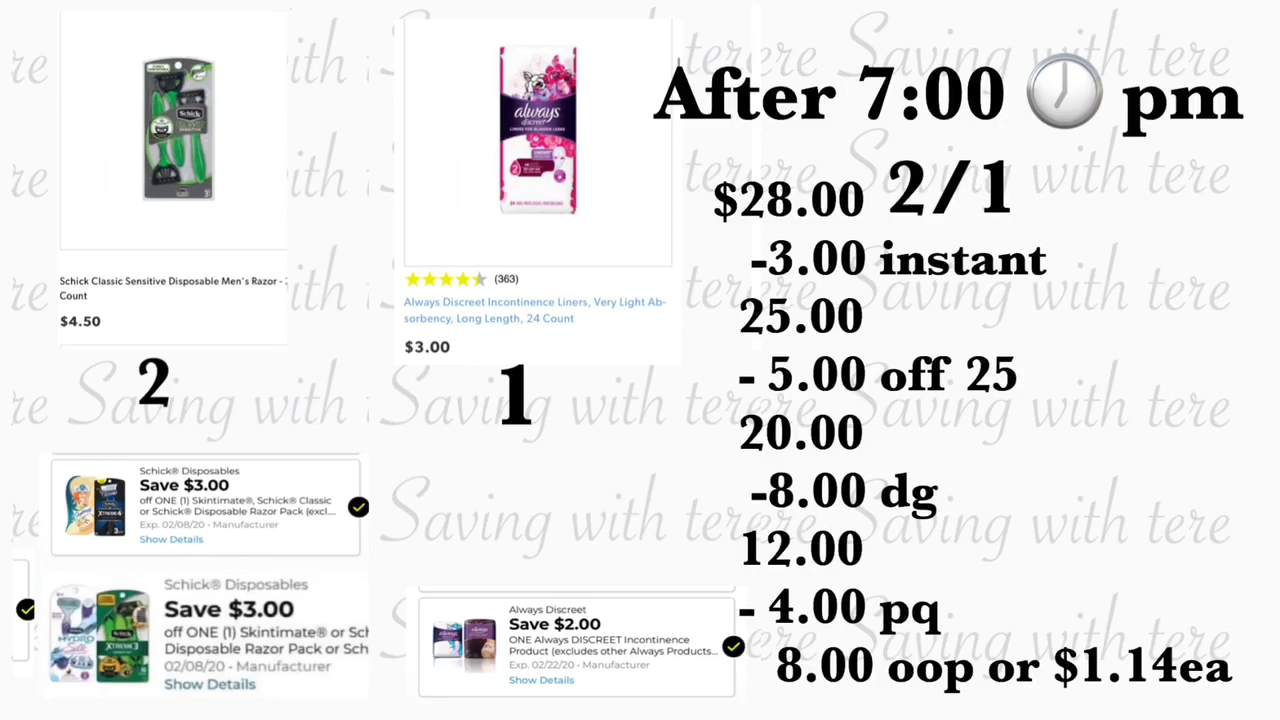 Schick Classic Sensitive Disposable Men's Razor -
Count
$4.50
2
always
discreet
(363)
Always Discreet Incontinence Liners, Very Light Ab-
sorbency, Long Length, 24 Count
$3.00
1
After 7:00 🕖 pm
$28.00 2/1
-3.00 instant
25.00
- 5.00 off 25
20.00
-8.00 dg
12.00
- 4.00 pq
8.00 oop or $1.14ea
Schick® Disposables
Save $3.00
off ONE (1) Skintimate®, Schick® Classic
or Schick® Disposable Razor Pack (excl...
Exp. 02/08/20 • Manufacturer
Show Details
Schick® Disposables
Save $3.00
off ONE (1) Skintimate® or Sch
Disposable Razor Pack or Sch
02/08/20 • Manufacturer
Show Details
Always Discreet
Save $2.00
ONE Always DISCREET Incontinence
Product (excludes other Always Products...
Exp. 02/22/20 • Manufacturer
Show Details
Saving with tere